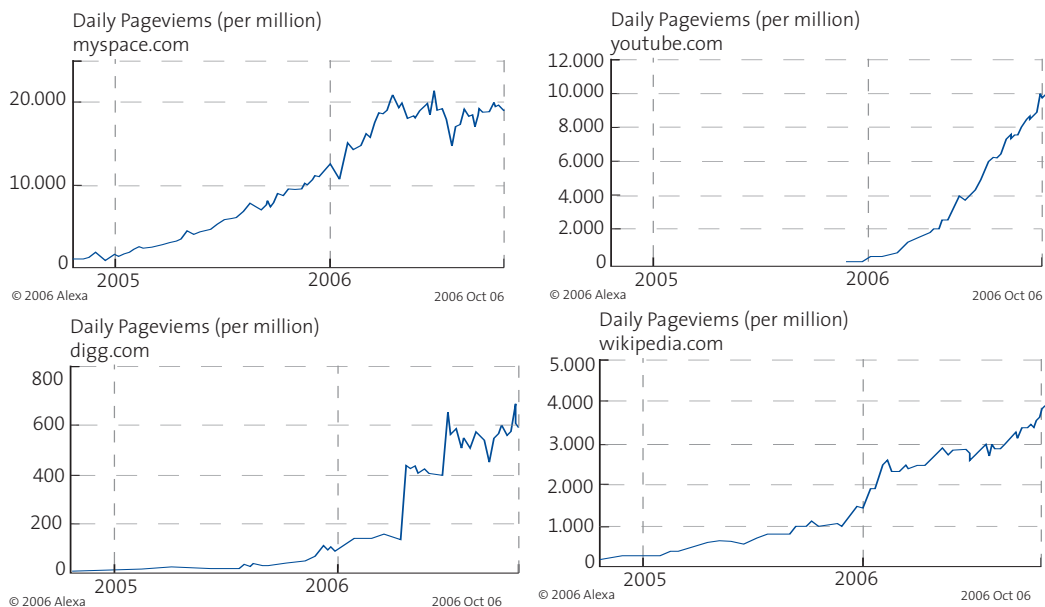 Daily Pageviems (per million)
myspace.com
20.000
10.000
0
2005
2006
© 2006 Alexa
2006 Oct 06
Daily Pageviems (per million)
youtube.com
12.000
10.000
8.000
6.000
4.000
2.000
0
2005
2006
© 2006 Alexa
2006 Oct 06
Daily Pageviems (per million)
digg.com
800
600
400
200
0
2005
2006
© 2006 Alexa
2006 Oct 06
Daily Pageviems (per million)
wikipedia.com
5.000
4.000
3.000
2.000
1.000
0
2005
2006
© 2006 Alexa
2006 Oct 06